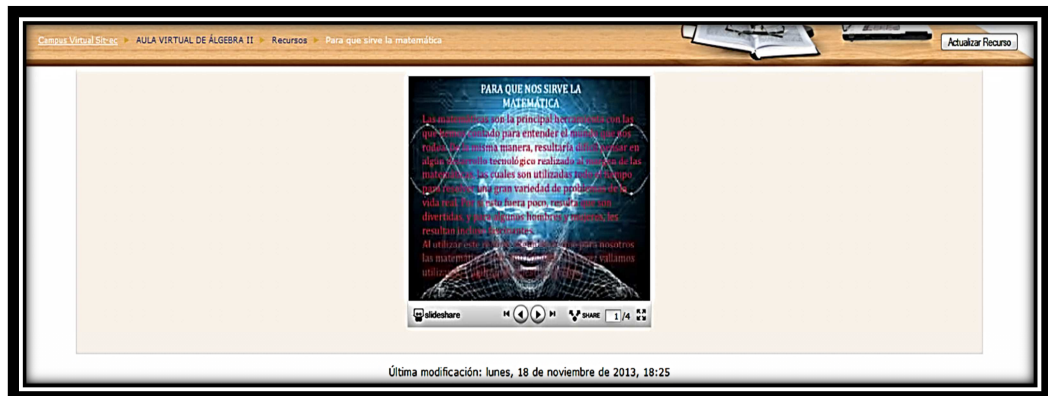 Campus Virtual Sit-ec ► AULA VIRTUAL DE ÁLGEBRA II ► Recursos ► Para que sirve la matemática
Actualizar Recurso
PARA QUE NOS SIRVE LA
MATEMÁTICA
Las matemáticas son la principal herramienta con las
que hemos contado para entender el mundo que nos
rodea. De la misma manera, resultaría difícil pensar en
algún desarrollo tecnológico realizado al margen de las
matemáticas, las cuales son utilizadas todo el tiempo
para resolver una gran variedad de problemas de la
vida real. Por si esto fuera poco, resulta que son
divertidas, y para algunos hombres y mujeres, les
resultan incluso fascinantes.
Al utilizar este para nosotros
las vallamos
slideshare
SHARE 1 /4
Última modificación: lunes, 18 de noviembre de 2013, 18:25